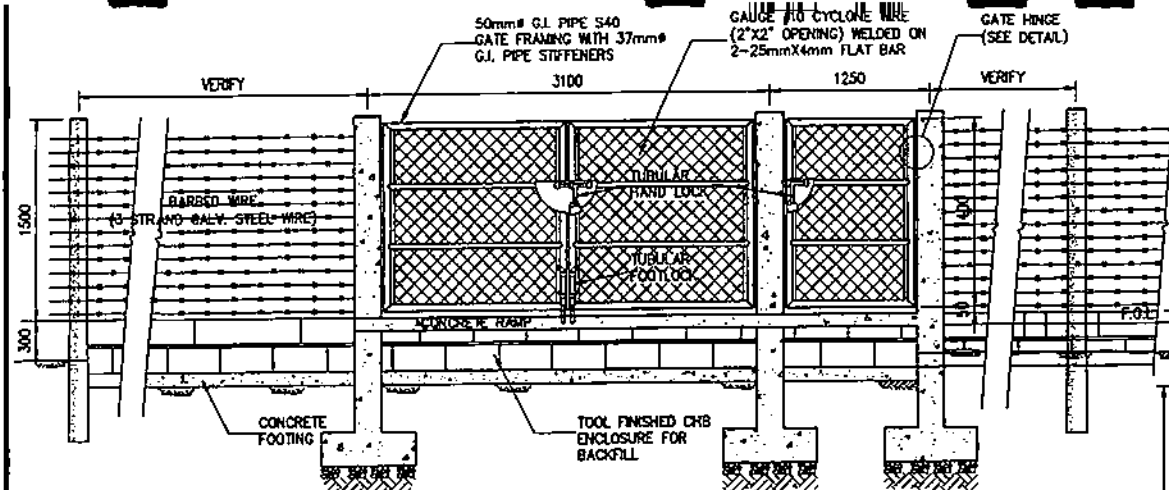 50mmø G.I. PIPE S40
GATE FRAMING WITH 37mmø
G.I. PIPE STIFFENERS
GAUGE #10 CYCLONE WIRE
(2"X2" OPENING) WELDED ON
2-25mmX4mm FLAT BAR
GATE HINGE
(SEE DETAIL)
VERIFY
3100
1250
VERIFY
BARBED WIRE
(3 STRAND GALV. STEEL WIRE)
TUBULAR
HAND LOCK
TUBULAR
FOOTLOCK
1500
300
1400
50
CONCRETE RAMP
CONCRETE
FOOTING
TOOL FINISHED CHB
ENCLOSURE FOR
BACKFILL